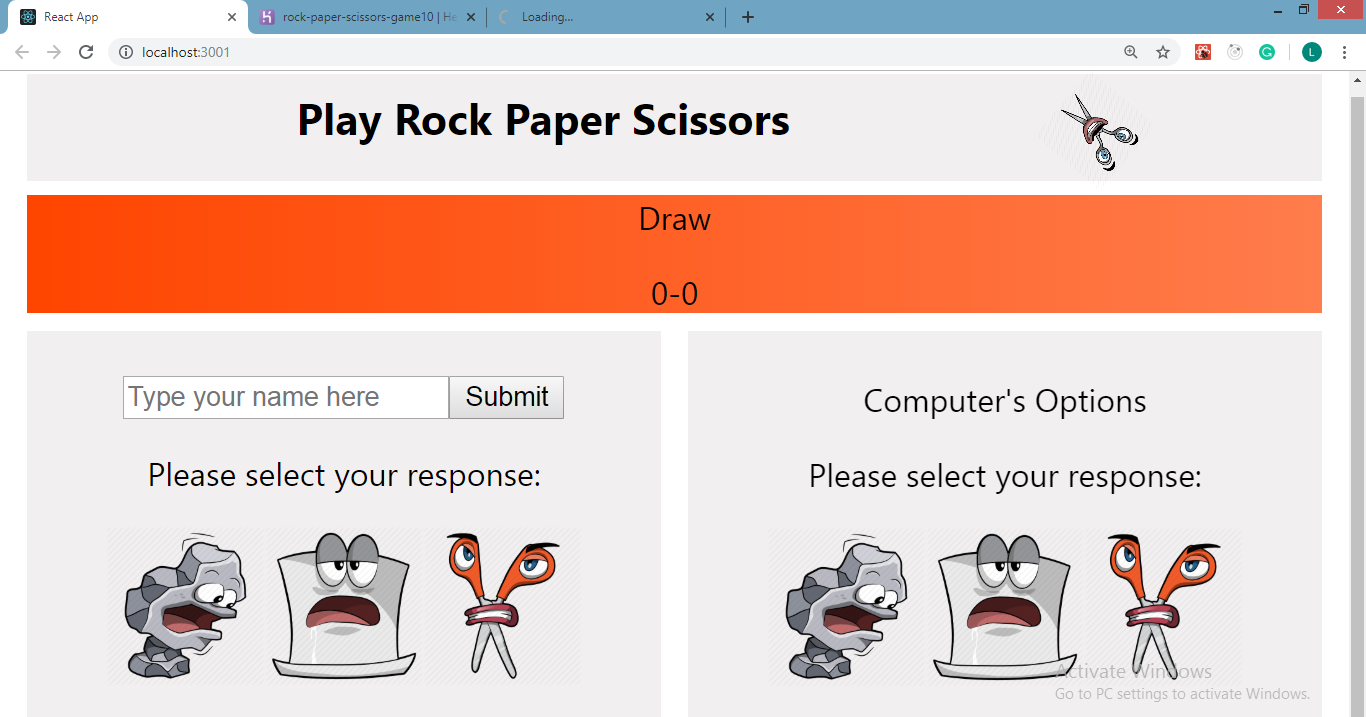 React App
rock-paper-scissors-game10 | He
Loading...
localhost:3001
L
Play Rock Paper Scissors
Draw
0-0
Type your name here
Submit
Please select your response:
Computer's Options
Please select your response:
Activate Windows
Go to PC settings to activate Windows.